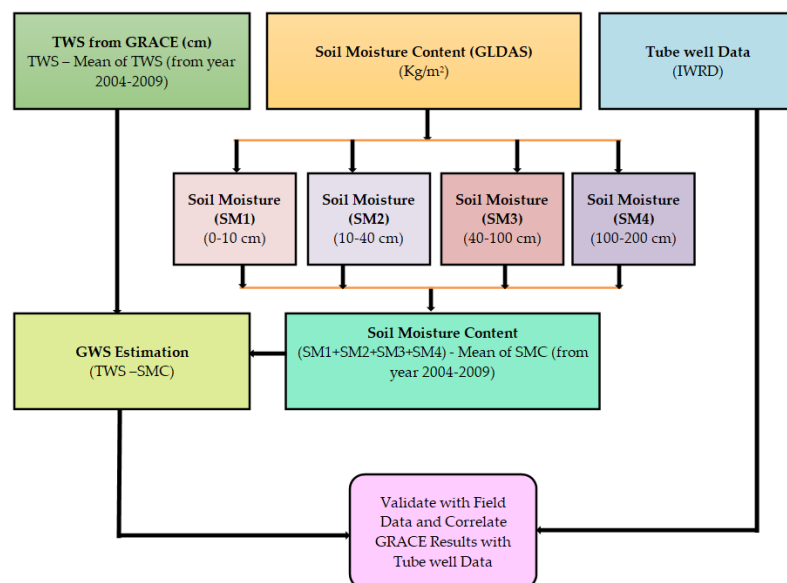 TWS from GRACE (cm)
TWS – Mean of TWS (from year
2004-2009)
Soil Moisture Content (GLDAS)
(Kg/m²)
Tube well Data
(IWRD)
Soil Moisture
(SM1)
(0-10 cm)
Soil Moisture
(SM2)
(10-40 cm)
Soil Moisture
(SM3)
(40-100 cm)
Soil Moisture
(SM4)
(100-200 cm)
GWS Estimation
(TWS –SMC)
Soil Moisture Content
(SM1+SM2+SM3+SM4) - Mean of SMC (from
year 2004-2009)
Validate with Field
Data and Correlate
GRACE Results with
Tube well Data